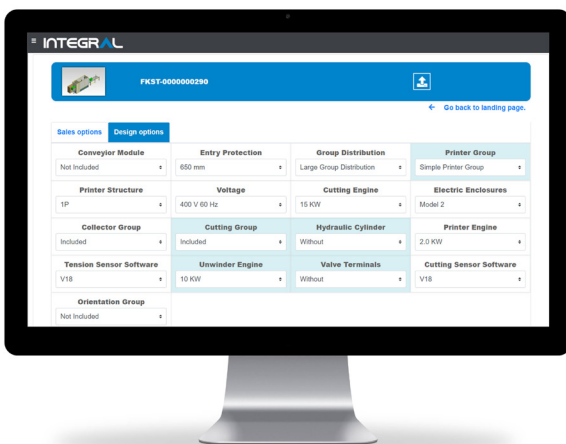 INTEGRAL
FKST-0000000290
Go back to landing page.
Sales options Design options
Conveyior Module Entry Protection Group Distribution Printer Group
Not Included 650 mm Large Group Distribution Simple Printer Group
Printer Structure Voltage Cutting Engine Electric Enclosures
1P 400 V 60 Hz 15 KW Model 2
Collector Group Cutting Group Hydraulic Cylinder Printer Engine
Included Included Without 2.0 KW
Tension Sensor Software Unwinder Engine Valve Terminals Cutting Sensor Software
V18 10 KW Without V18
Orientation Group
Not Included